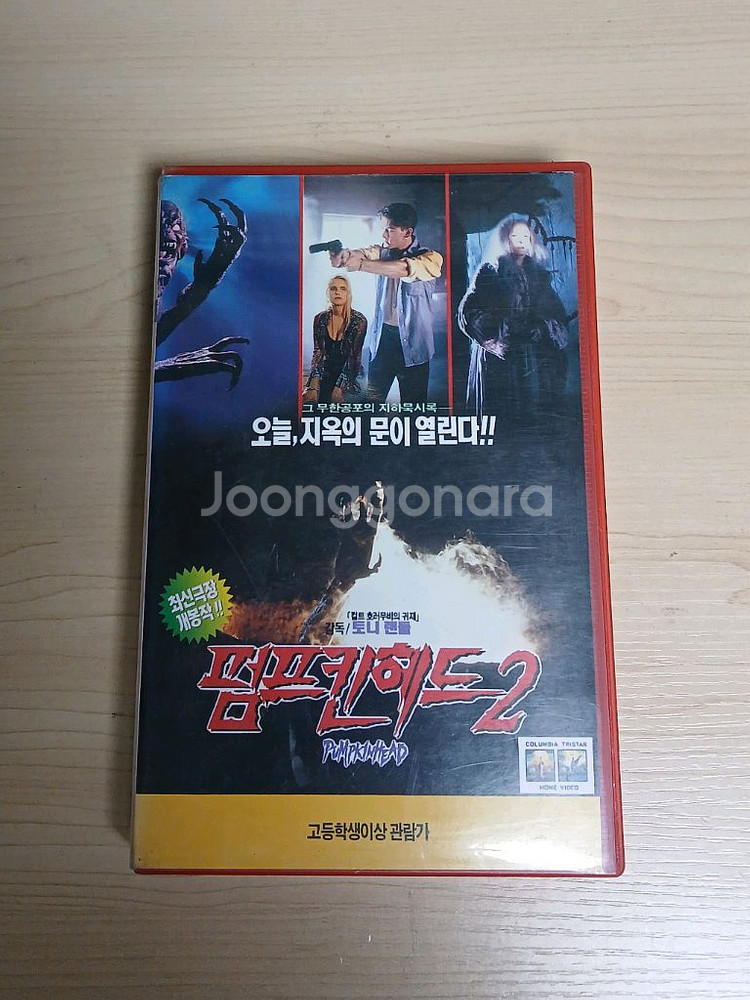 그 무한공포의 지하묵시록
오늘, 지옥의 문이 열린다!!
Joonggonara
최신극장
개봉작!!
「컬트 호러무비의 귀재」
감독/토니 랜들
펌프킨헤드 2
PUMPKINHEAD
COLUMBIA TRISTAR
HOME VIDEO
고등학생이상 관람가